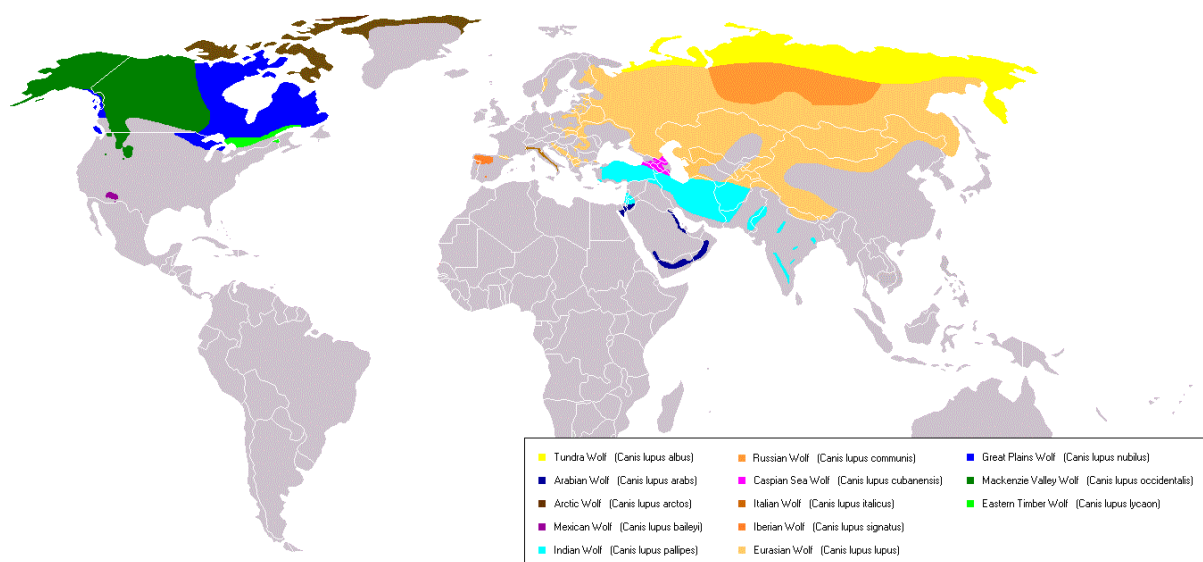 Tundra Wolf (Canis lupus albus)
Arabian Wolf (Canis lupus arabs)
Arctic Wolf (Canis lupus arctos)
Mexican Wolf (Canis lupus baileyi)
Indian Wolf (Canis lupus pallipes)
Russian Wolf (Canis lupus communis)
Caspian Sea Wolf (Canis lupus cubanensis)
Italian Wolf (Canis lupus italicus)
Iberian Wolf (Canis lupus signatus)
Eurasian Wolf (Canis lupus lupus)
Great Plains Wolf (Canis lupus nubilus)
Mackenzie Valley Wolf (Canis lupus occidentalis)
Eastern Timber Wolf (Canis lupus lycaon)